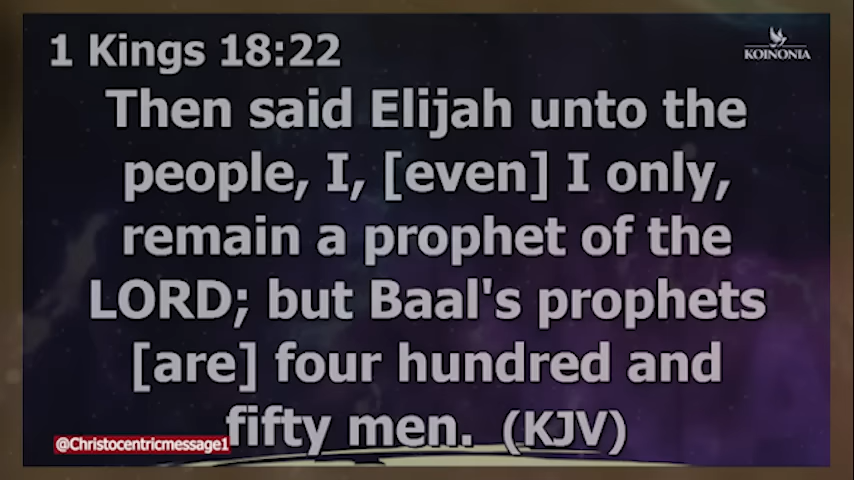 1 Kings 18:22
KOINONIA
Then said Elijah unto the
people, I, [even] I only,
remain a prophet of the
LORD; but Baal's prophets
[are] four hundred and
fifty men. (KJV)
@Christocentricmessage1